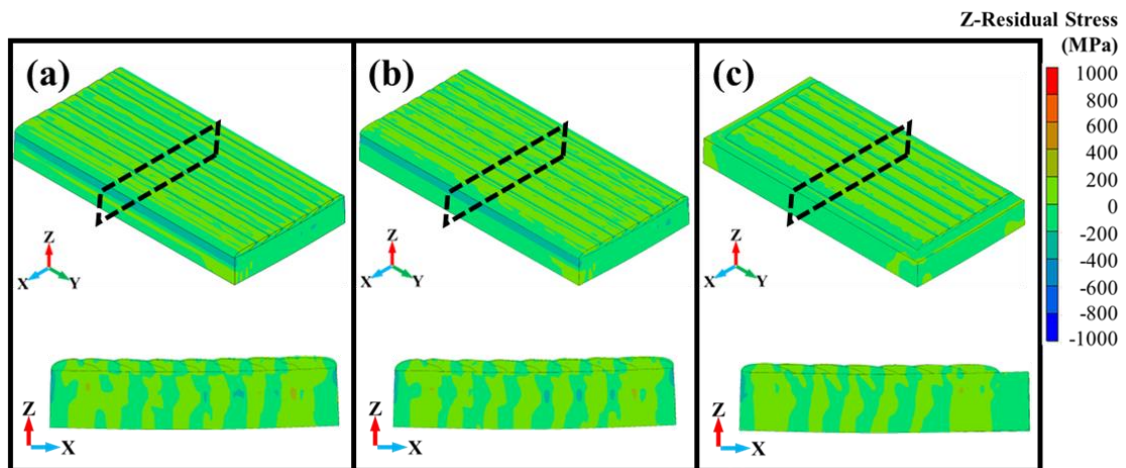 Z-Residual Stress
(MPa)
(a)
(b)
(c)
1000
800
600
400
200
0
-200
-400
-600
-800
-1000
Z
X
Y
Z
X
Y
Z
X
Y
Z
X
Z
X
Z
X